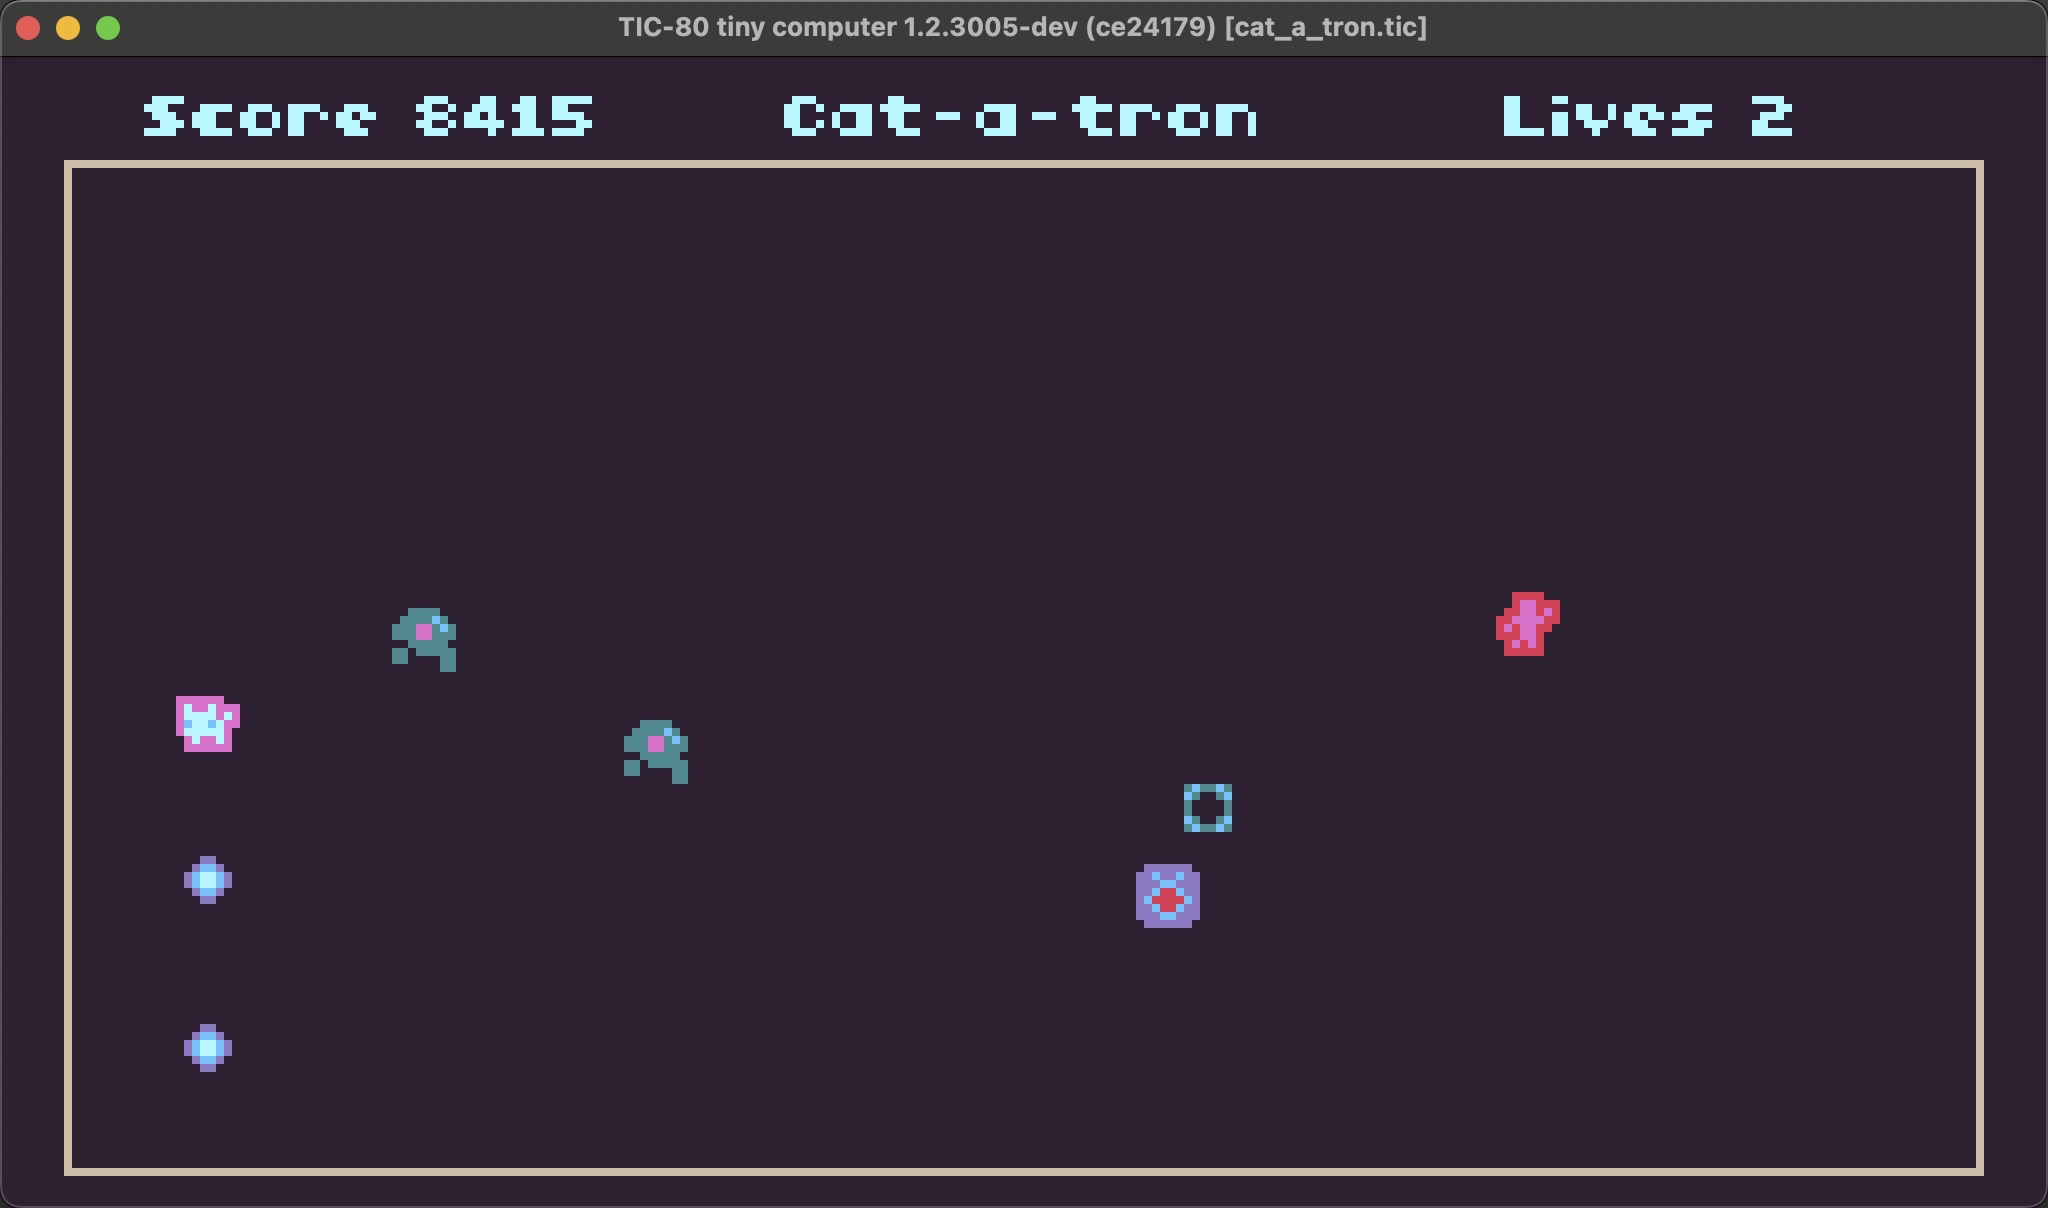 TIC-80 tiny computer 1.2.3005-dev (ce24179) [cat_a_tron.tic]
Score 8415 Cat-a-tron Lives 2